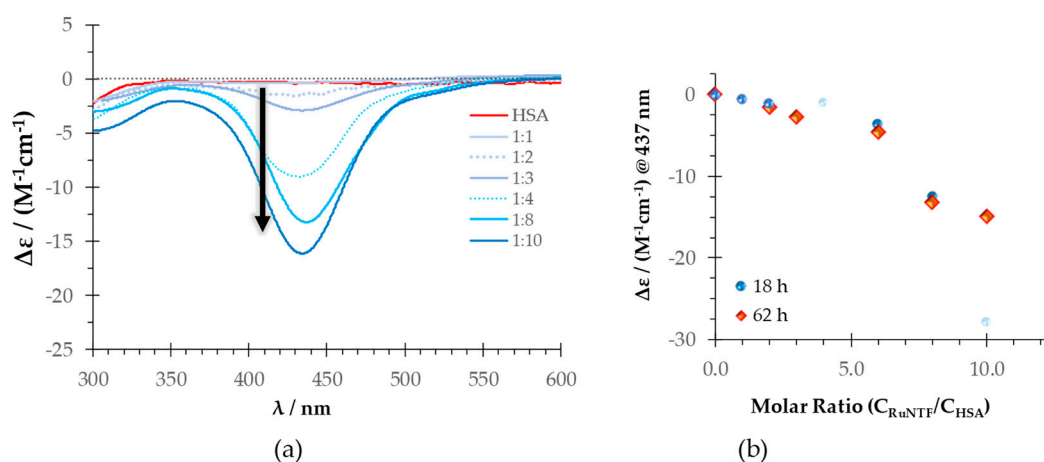 5
0
-5
-10
-15
-20
-25
Δε / (M⁻¹cm⁻¹)
300 350 400 450 500 550 600
λ / nm
HSA
1:1
1:2
1:3
1:4
1:8
1:10
(a)
0
-10
-20
-30
Δε / (M⁻¹cm⁻¹) @ 437 nm
18 h
62 h
0.0 5.0 10.0
Molar Ratio (C_RuNTF/C_HSA)
(b)